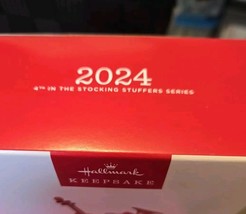 2024
4TH IN THE STOCKING STUFFERS SERIES
Hallmark
KEEPSAKE